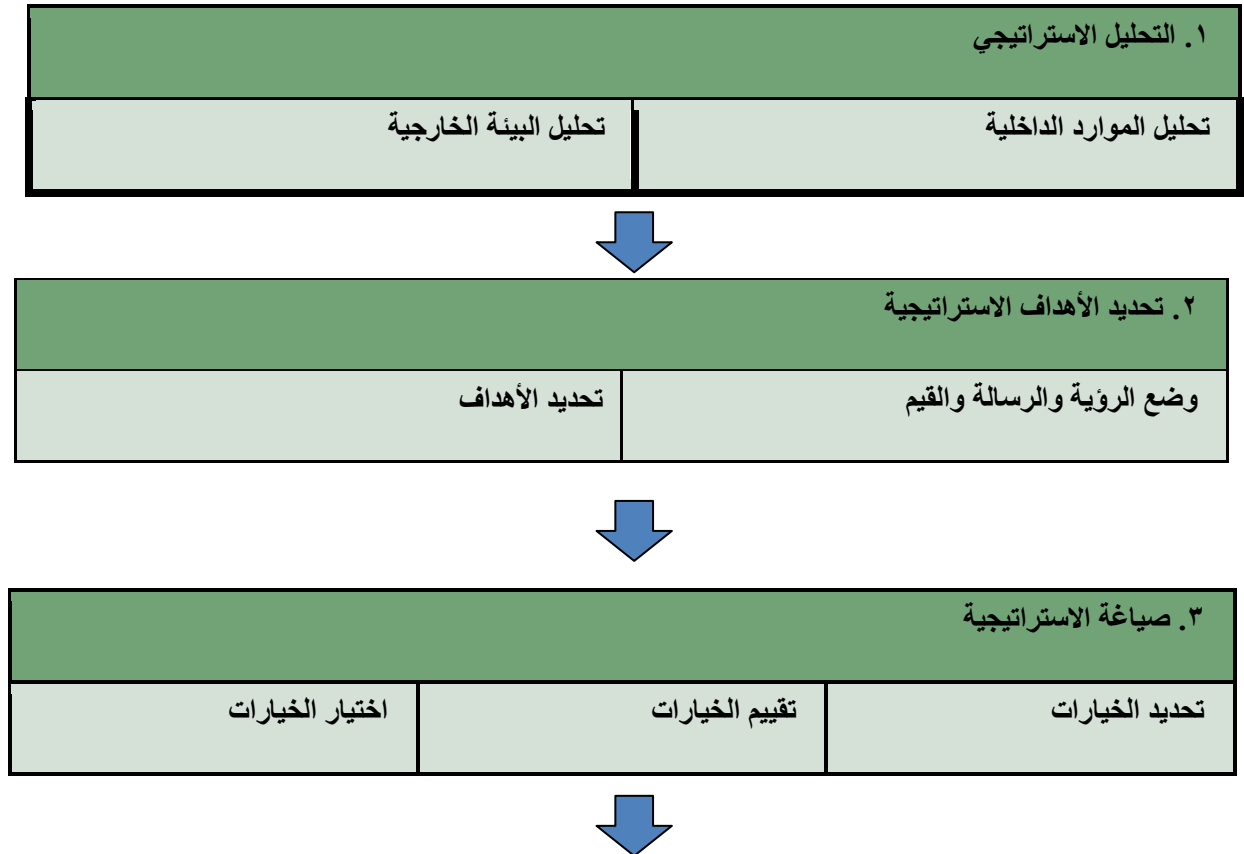 ١. التحليل الاستراتيجي
تحليل الموارد الداخلية
تحليل البيئة الخارجية
٢. تحديد الأهداف الاستراتيجية
وضع الرؤية والرسالة والقيم
تحديد الأهداف
٣. صياغة الاستراتيجية
تحديد الخيارات
تقييم الخيارات
اختيار الخيارات